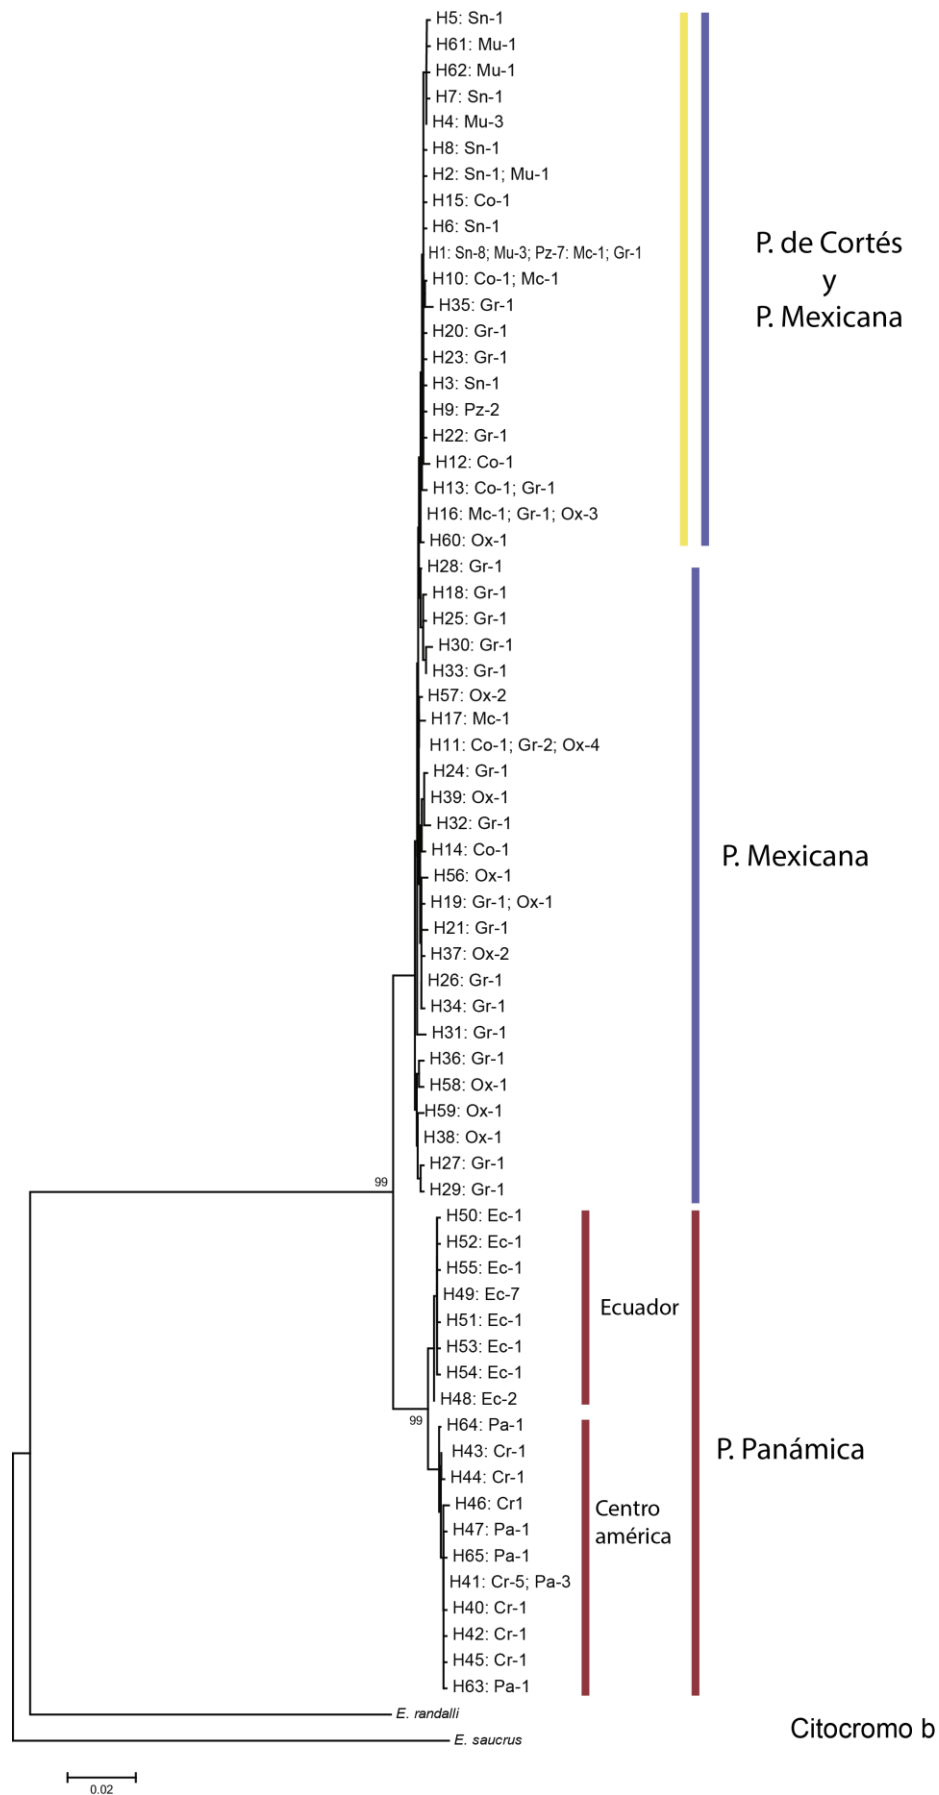 H5: Sn-1
H61: Mu-1
H62: Mu-1
H7: Sn-1
H4: Mu-3
H8: Sn-1
H2: Sn-1; Mu-1
H15: Co-1
H6: Sn-1
H1: Sn-8; Mu-3; Pz-7: Mc-1; Gr-1
H10: Co-1; Mc-1
H35: Gr-1
H20: Gr-1
H23: Gr-1
H3: Sn-1
H9: Pz-2
H22: Gr-1
H12: Co-1
H13: Co-1; Gr-1
H16: Mc-1; Gr-1; Ox-3
H60: Ox-1
P. de Cortés
y
P. Mexicana
H28: Gr-1
H18: Gr-1
H25: Gr-1
H30: Gr-1
H33: Gr-1
H57: Ox-2
H17: Mc-1
H11: Co-1; Gr-2; Ox-4
H24: Gr-1
H39: Ox-1
H32: Gr-1
H14: Co-1
H56: Ox-1
H19: Gr-1; Ox-1
H21: Gr-1
H37: Ox-2
H26: Gr-1
H34: Gr-1
H31: Gr-1
H36: Gr-1
H58: Ox-1
H59: Ox-1
H38: Ox-1
H27: Gr-1
H29: Gr-1
P. Mexicana
99
H50: Ec-1
H52: Ec-1
H55: Ec-1
H49: Ec-7
H51: Ec-1
H53: Ec-1
H54: Ec-1
H48: Ec-2
Ecuador
99
H64: Pa-1
H43: Cr-1
H44: Cr-1
H46: Cr1
H47: Pa-1
H65: Pa-1
H41: Cr-5; Pa-3
H40: Cr-1
H42: Cr-1
H45: Cr-1
H63: Pa-1
Centro
américa
P. Panámica
E. randalli
E. saucrus
Citocromo b
0.02